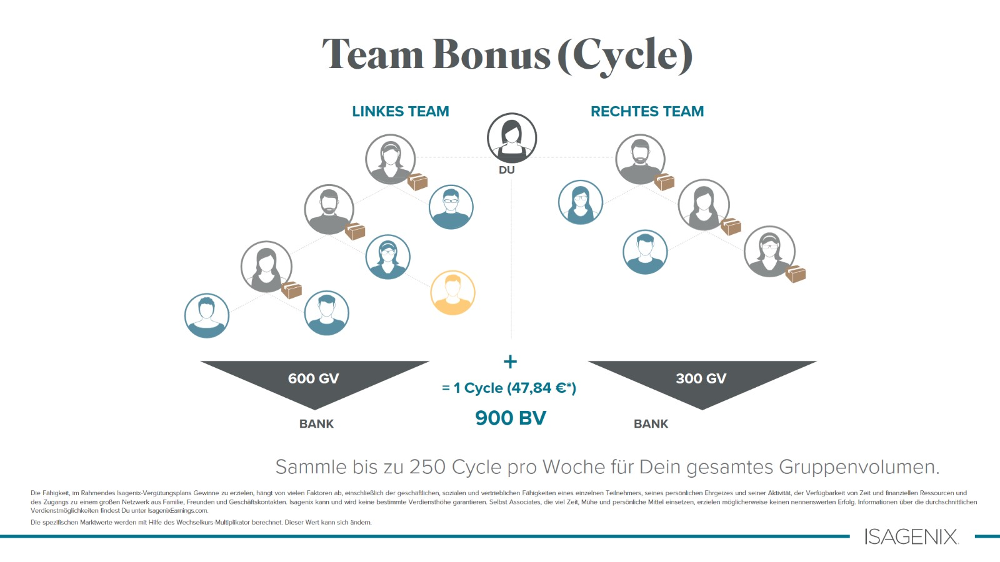 Team Bonus (Cycle)
LINKES TEAM
RECHTES TEAM
DU
600 GV
+
300 GV
= 1 Cycle (47,84 €*)
BANK
900 BV
BANK
Sammle bis zu 250 Cycle pro Woche für Dein gesamtes Gruppenvolumen.
Die Fähigkeit, im Rahmendes Isagenix-Vergütungsplans Gewinne zu erzielen, hängt von vielen Faktoren ab, einschließlich der geschäftlichen, sozialen und vertrieblichen Fähigkeiten eines einzelnen Teilnehmers, seines persönlichen Ehrgeizes und seiner Aktivität, der Verfügbarkeit von Zeit und finanziellen Ressourcen und
des Zugangs zu einem großen Netzwerk aus Familie, Freunden und Geschäftskontakten. Isagenix kann und wird keine bestimmte Verdiensthöhe garantieren. Selbst Associates, die viel Zeit, Mühe und persönliche Mittel einsetzen, erzielen möglicherweise keinen nennenswerten Erfolg. Informationen über die durchschnittlichen
Verdienstmöglichkeiten findest Du unter IsagenixEarnings.com.
Die spezifischen Marktwerte werden mit Hilfe des Wechselkurs-Multiplikator berechnet. Dieser Wert kann sich ändern.
ISAGENIX